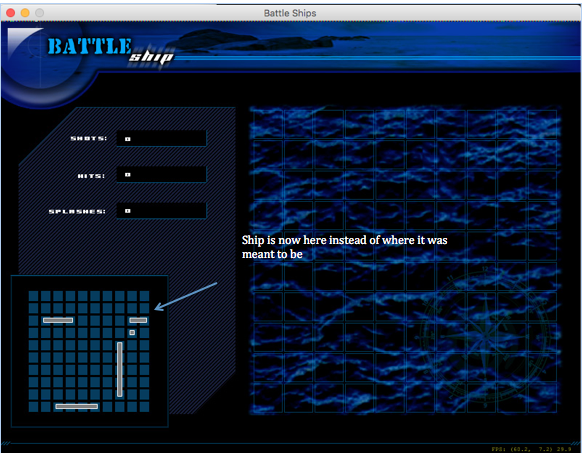 Battle Ships
BATTLE
ship
SHOTS: 0
HITS: 0
SPLASHES: 0
Ship is now here instead of where it was
meant to be
FPS: (60.2, 7.2) 29.8